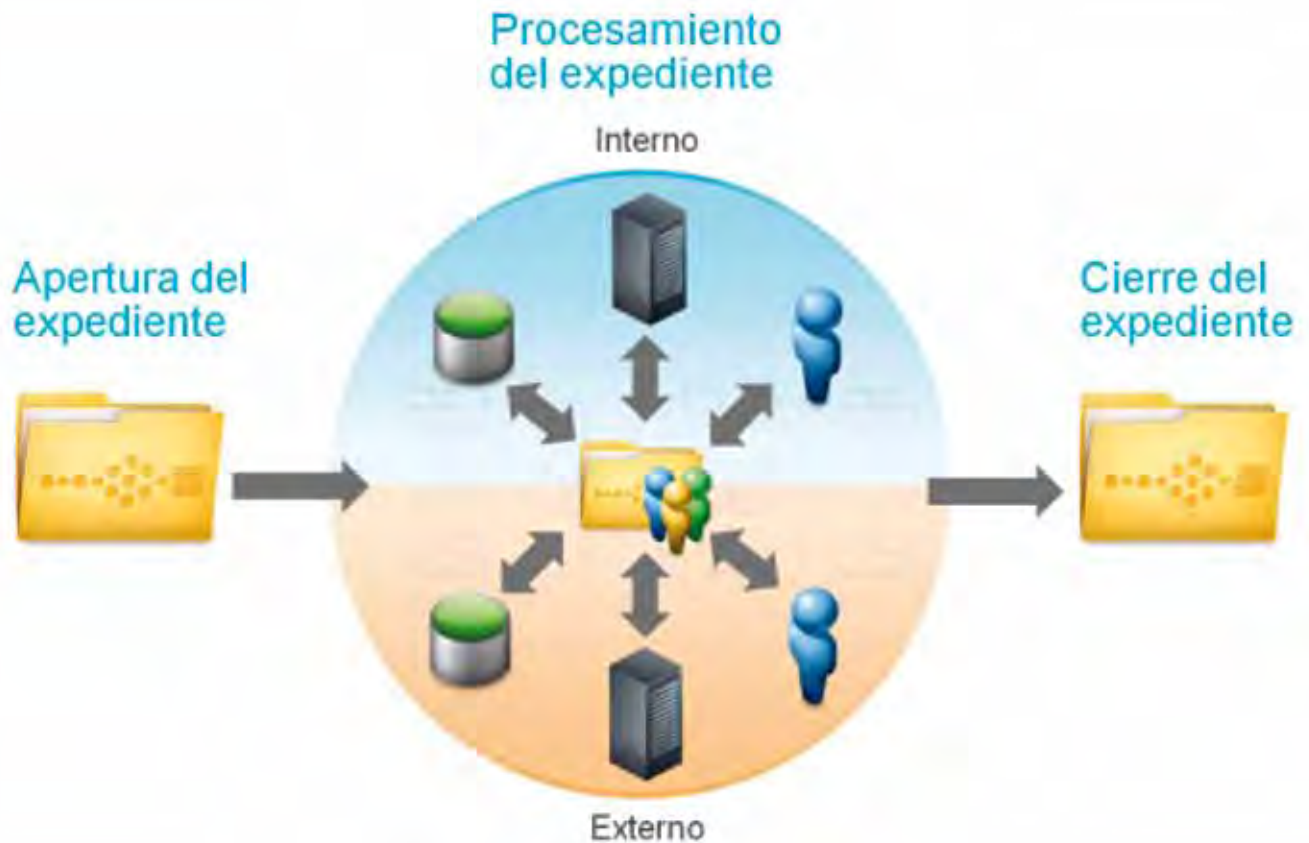 Procesamiento
del expediente
Interno
Apertura del
expediente
Cierre del
expediente
Externo